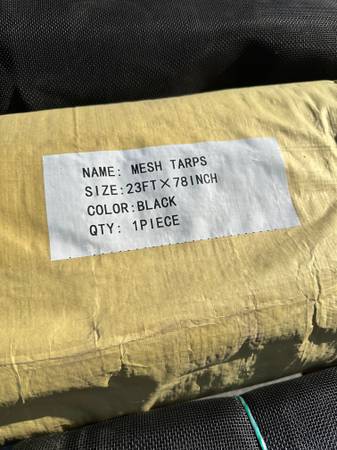 NAME: MESH TARPS
SIZE:23FT×78INCH
COLOR:BLACK
QTY: 1PIECE